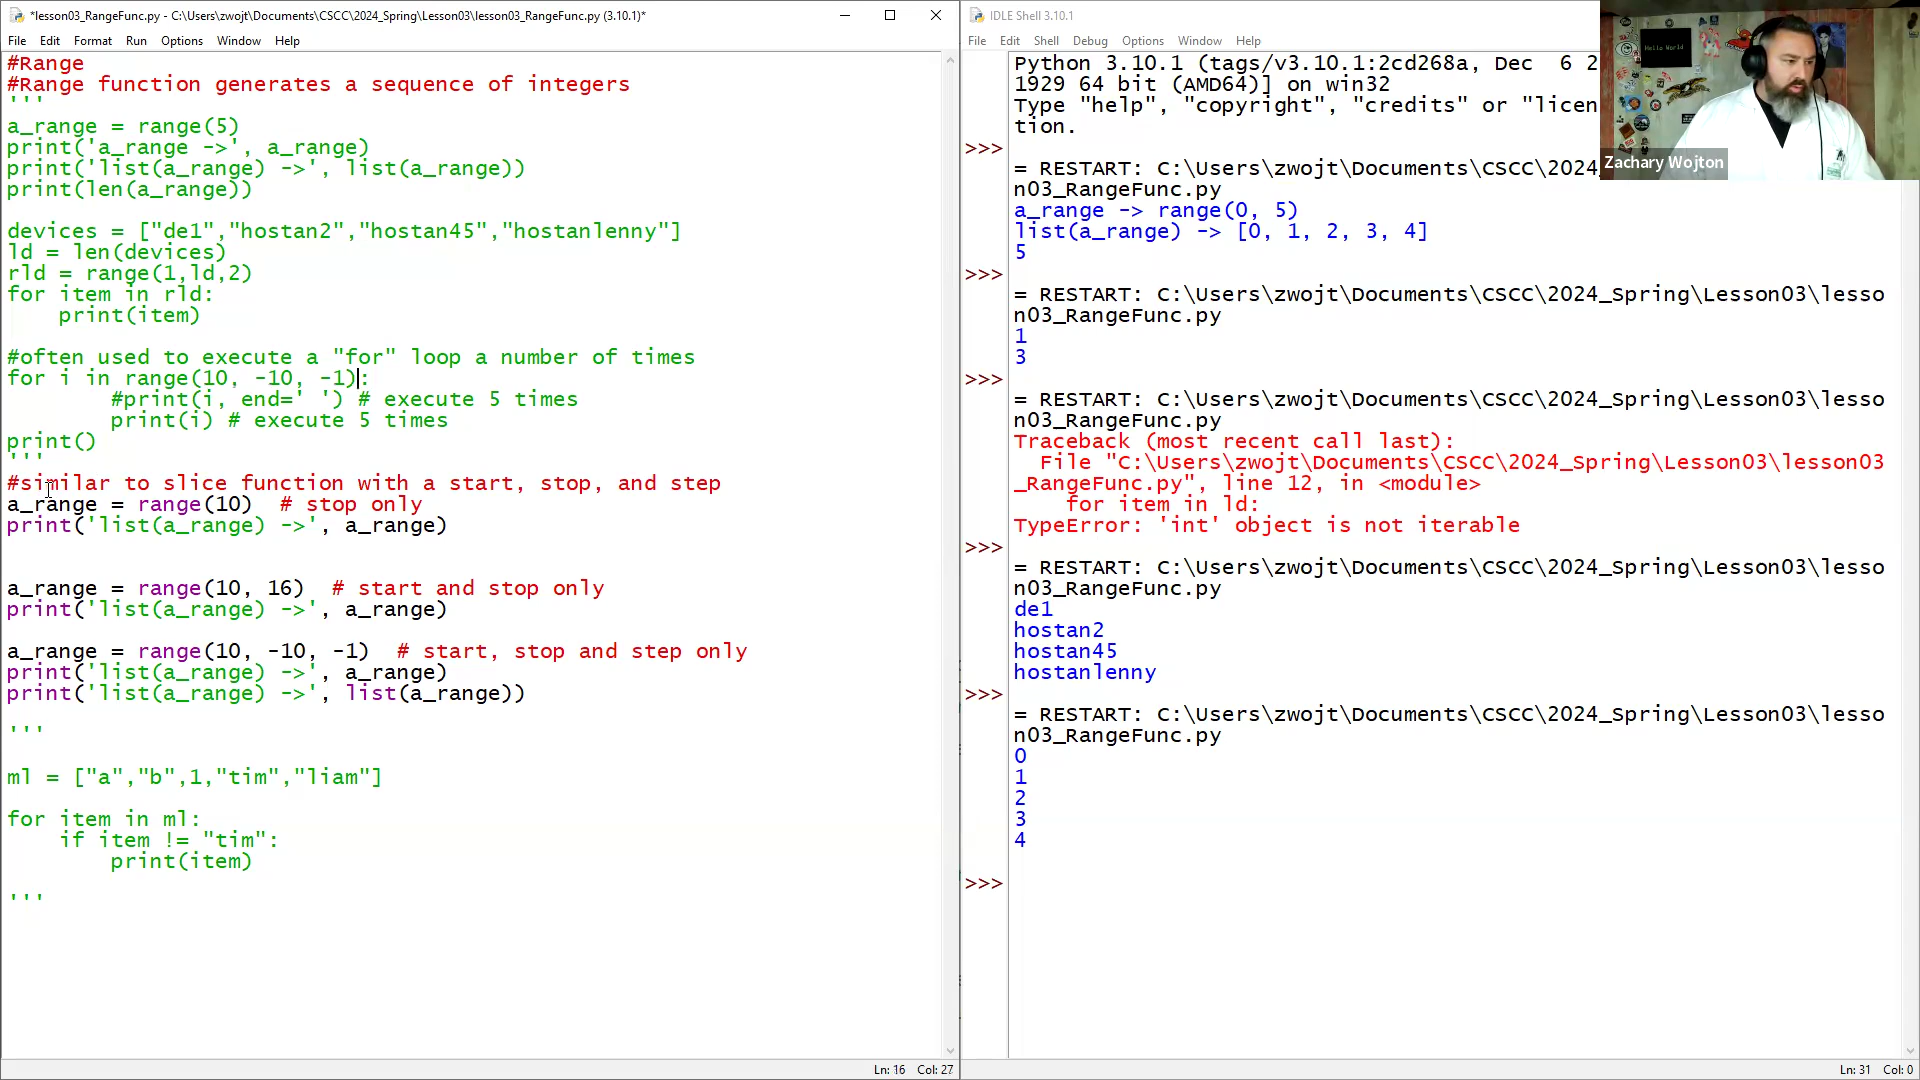 *lesson03_RangeFunc.py - C:\Users\zwojt\Documents\CSCC\2024_Spring\Lesson03\lesson03_RangeFunc.py (3.10.1)*
File Edit Format Run Options Window Help
#Range
#Range function generates a sequence of integers
'''
a_range = range(5)
print('a_range ->', a_range)
print('list(a_range) ->', list(a_range))
print(len(a_range))
devices = ["de1","hostan2","hostan45","hostanlenny"]
ld = len(devices)
rld = range(1,ld,2)
for item in rld:
    print(item)
#often used to execute a "for" loop a number of times
for i in range(10, -10, -1):
        #print(i, end=' ') # execute 5 times
        print(i) # execute 5 times
print()
'''
#similar to slice function with a start, stop, and step
a_range = range(10)  # stop only
print('list(a_range) ->', a_range)
a_range = range(10, 16)  # start and stop only
print('list(a_range) ->', a_range)
a_range = range(10, -10, -1)  # start, stop and step only
print('list(a_range) ->', a_range)
print('list(a_range) ->', list(a_range))
'''
ml = ["a","b",1,"tim","liam"]
for item in ml:
    if item != "tim":
        print(item)
'''
Ln: 16 Col: 27
IDLE Shell 3.10.1
File Edit Shell Debug Options Window Help
Python 3.10.1 (tags/v3.10.1:2cd268a, Dec  6 2
1929 64 bit (AMD64)] on win32
Type "help", "copyright", "credits" or "licen
tion.
>>>
= RESTART: C:\Users\zwojt\Documents\CSCC\2024_
n03_RangeFunc.py
a_range -> range(0, 5)
list(a_range) -> [0, 1, 2, 3, 4]
5
>>>
= RESTART: C:\Users\zwojt\Documents\CSCC\2024_Spring\Lesson03\lesso
n03_RangeFunc.py
1
3
>>>
= RESTART: C:\Users\zwojt\Documents\CSCC\2024_Spring\Lesson03\lesso
n03_RangeFunc.py
Traceback (most recent call last):
  File "C:\Users\zwojt\Documents\CSCC\2024_Spring\Lesson03\lesson03
_RangeFunc.py", line 12, in <module>
    for item in ld:
TypeError: 'int' object is not iterable
>>>
= RESTART: C:\Users\zwojt\Documents\CSCC\2024_Spring\Lesson03\lesso
n03_RangeFunc.py
de1
hostan2
hostan45
hostanlenny
>>>
= RESTART: C:\Users\zwojt\Documents\CSCC\2024_Spring\Lesson03\lesso
n03_RangeFunc.py
0
1
2
3
4
>>>
Ln: 31 Col: 0
Hello World
Zachary Wojton